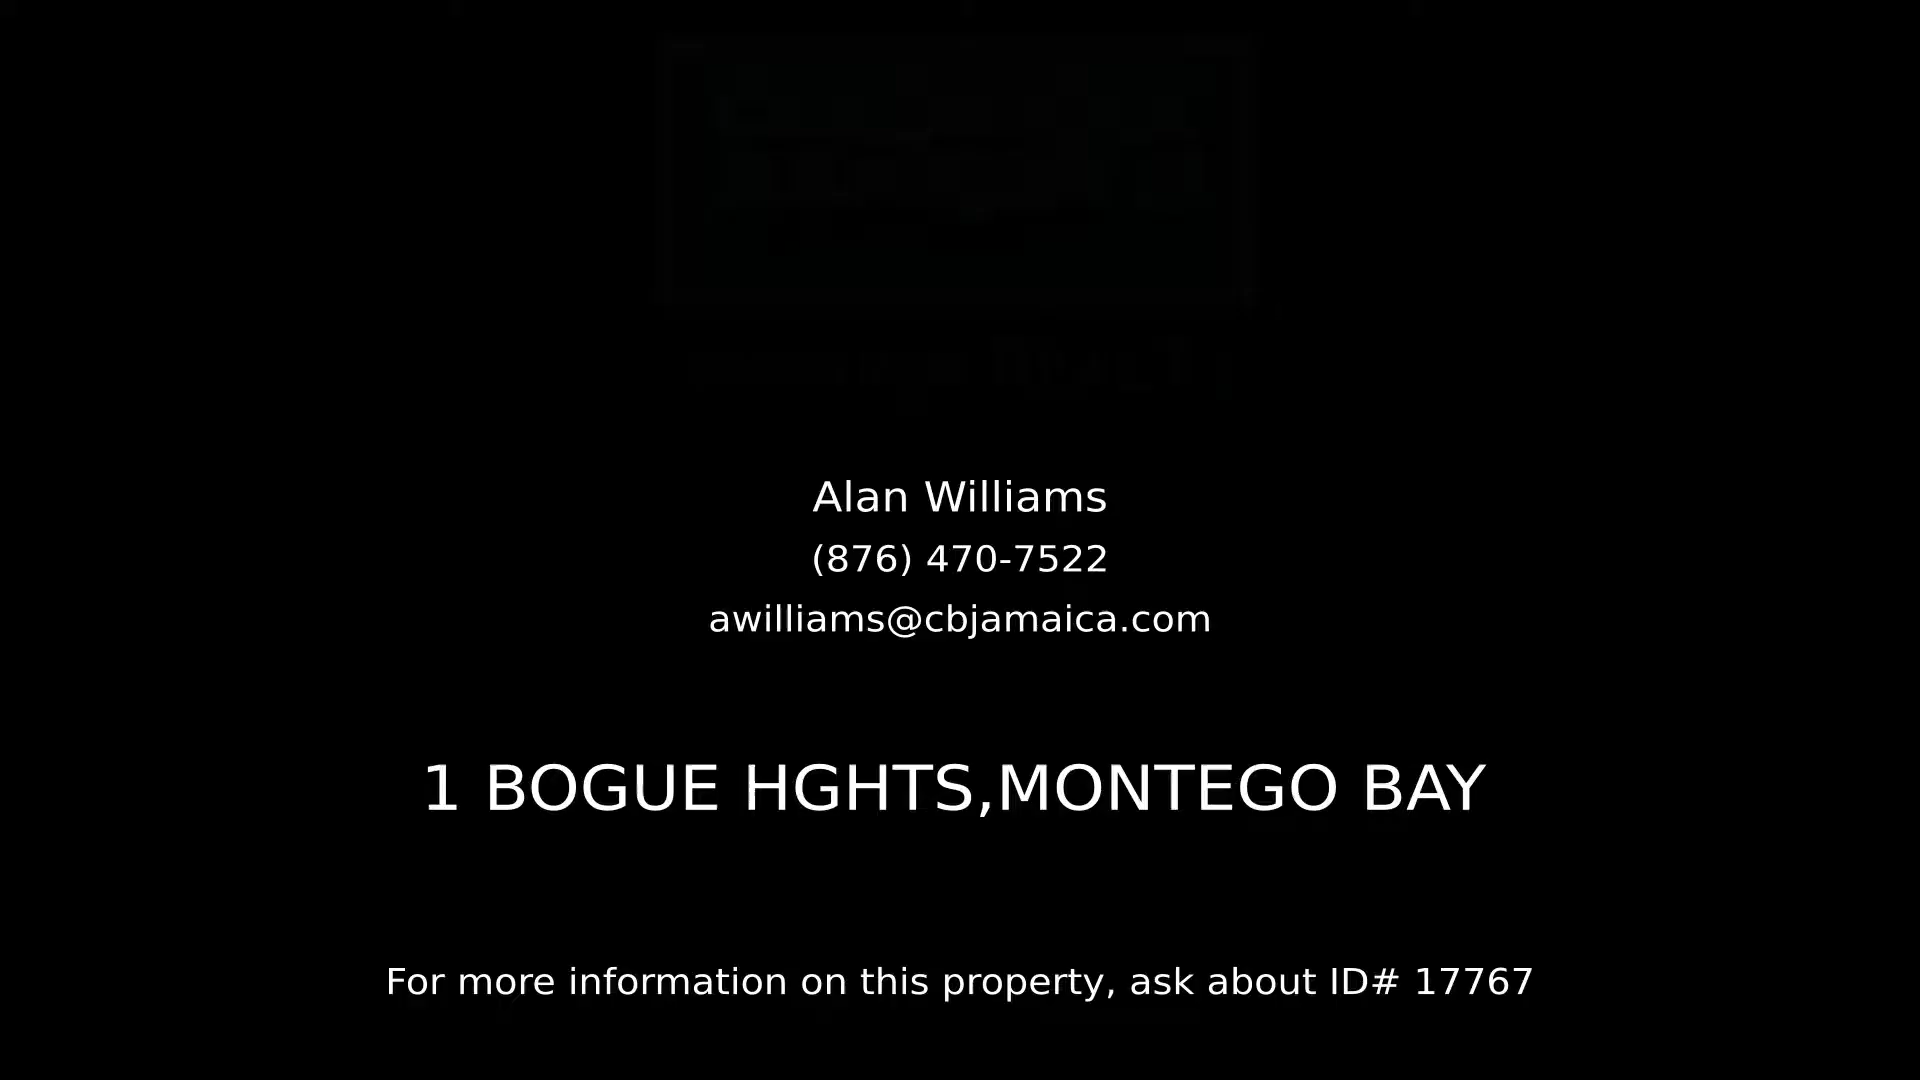 Alan Williams
(876) 470-7522
awilliams@cbjamaica.com
1 BOGUE HGHTS,MONTEGO BAY
For more information on this property, ask about ID# 17767